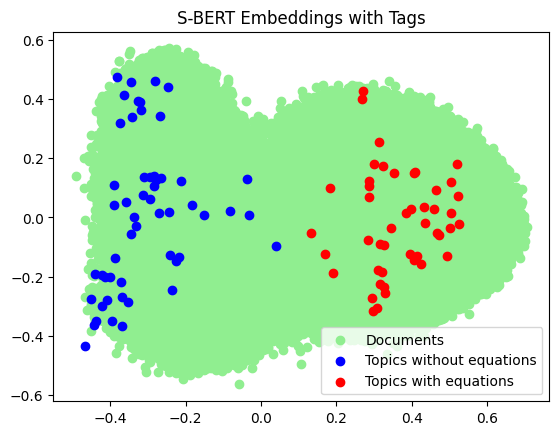 S-BERT Embeddings with Tags
0.6
0.4
0.2
0.0
−0.2
−0.4
−0.6
Documents
Topics without equations
Topics with equations
−0.4 −0.2 0.0 0.2 0.4 0.6